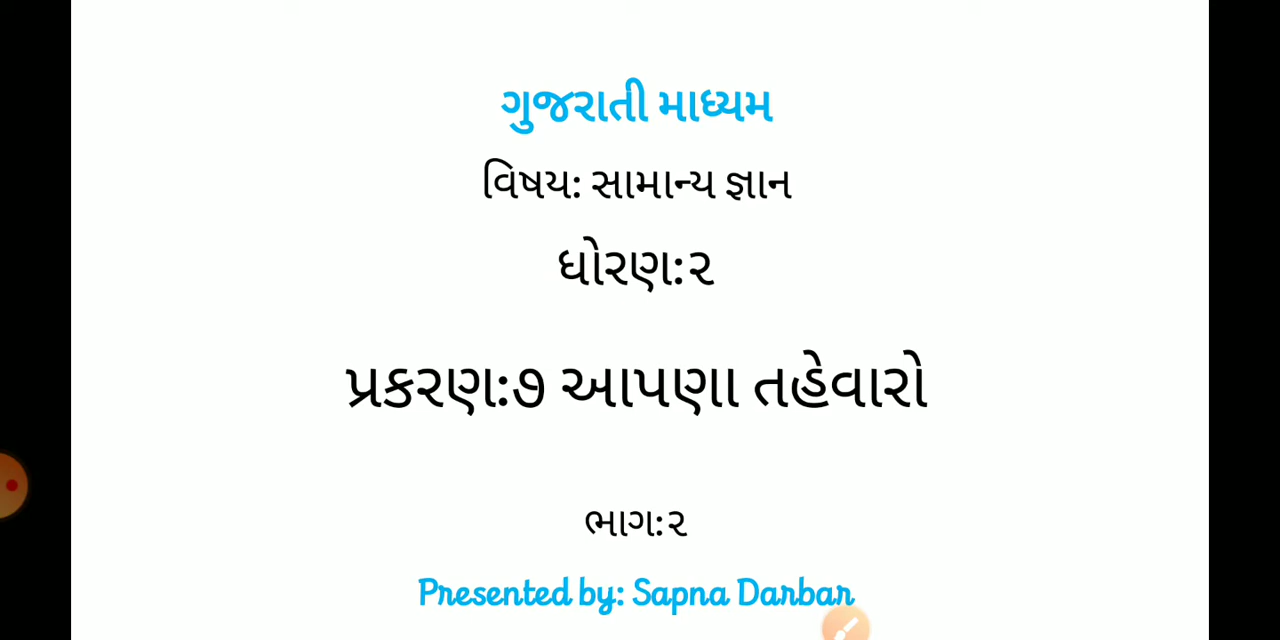 ગુજરાતી માધ્યમ
વિષય: સામાન્ય જ્ઞાન
ધોરણ:૨
પ્રકરણ:૭ આપણા તહેવારો
ભાગ:૨
Presented by: Sapna Darbar